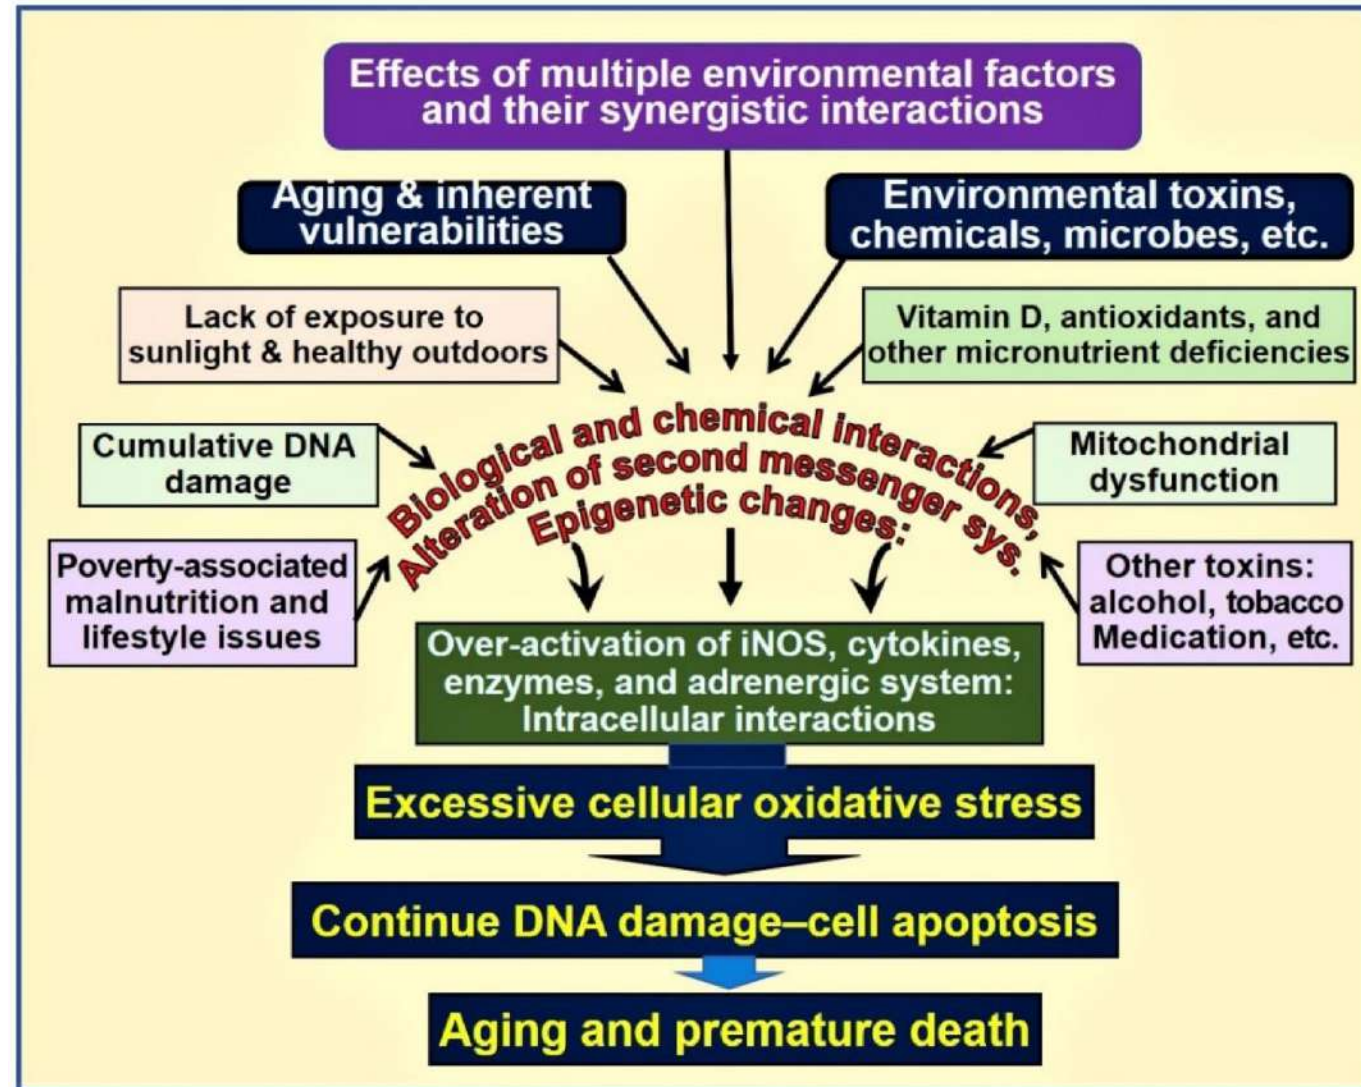 Effects of multiple environmental factors
and their synergistic interactions
Aging & inherent
vulnerabilities
Environmental toxins,
chemicals, microbes, etc.
Lack of exposure to
sunlight & healthy outdoors
Vitamin D, antioxidants, and
other micronutrient deficiencies
Cumulative DNA
damage
Biological and chemical interactions,
Alteration of second messenger sys.
Epigenetic changes:
Mitochondrial
dysfunction
Poverty-associated
malnutrition and
lifestyle issues
Other toxins:
alcohol, tobacco
Medication, etc.
Over-activation of iNOS, cytokines,
enzymes, and adrenergic system:
Intracellular interactions
Excessive cellular oxidative stress
Continue DNA damage–cell apoptosis
Aging and premature death